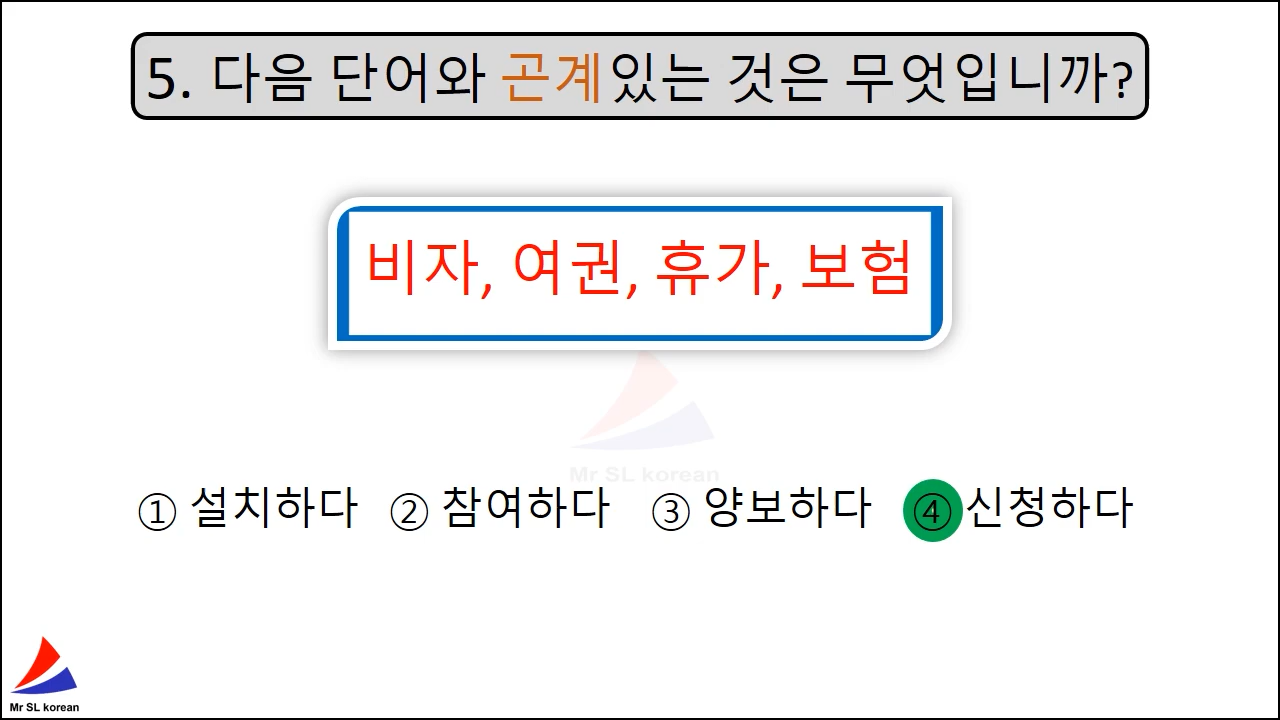 5. 다음 단어와 곤계있는 것은 무엇입니까?
비자, 여권, 휴가, 보험
Mr SL korean
① 설치하다 ② 참여하다 ③ 양보하다 ④ 신청하다
Mr SL korean